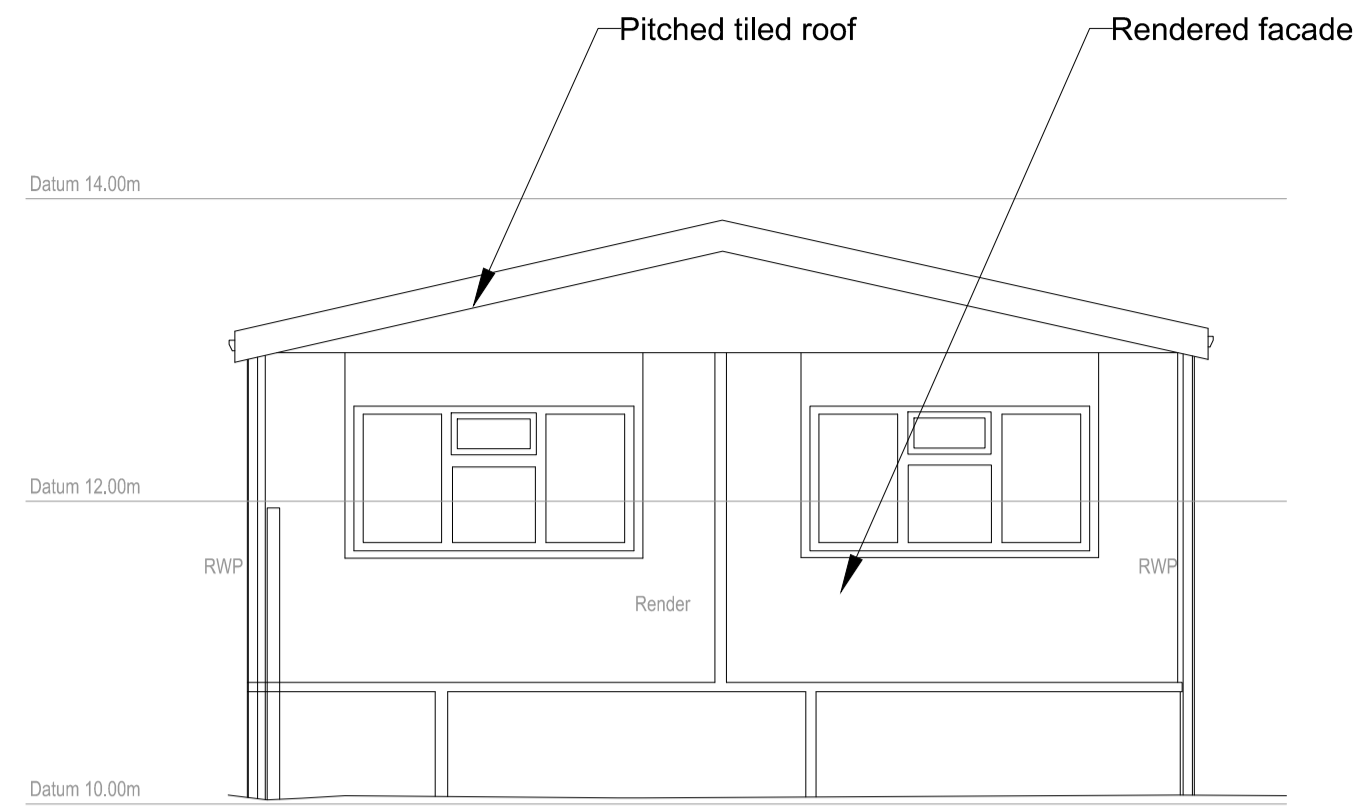 Pitched tiled roof
Rendered facade
Datum 14.00m
Datum 12.00m
RWP
RWP
Render
Datum 10.00m